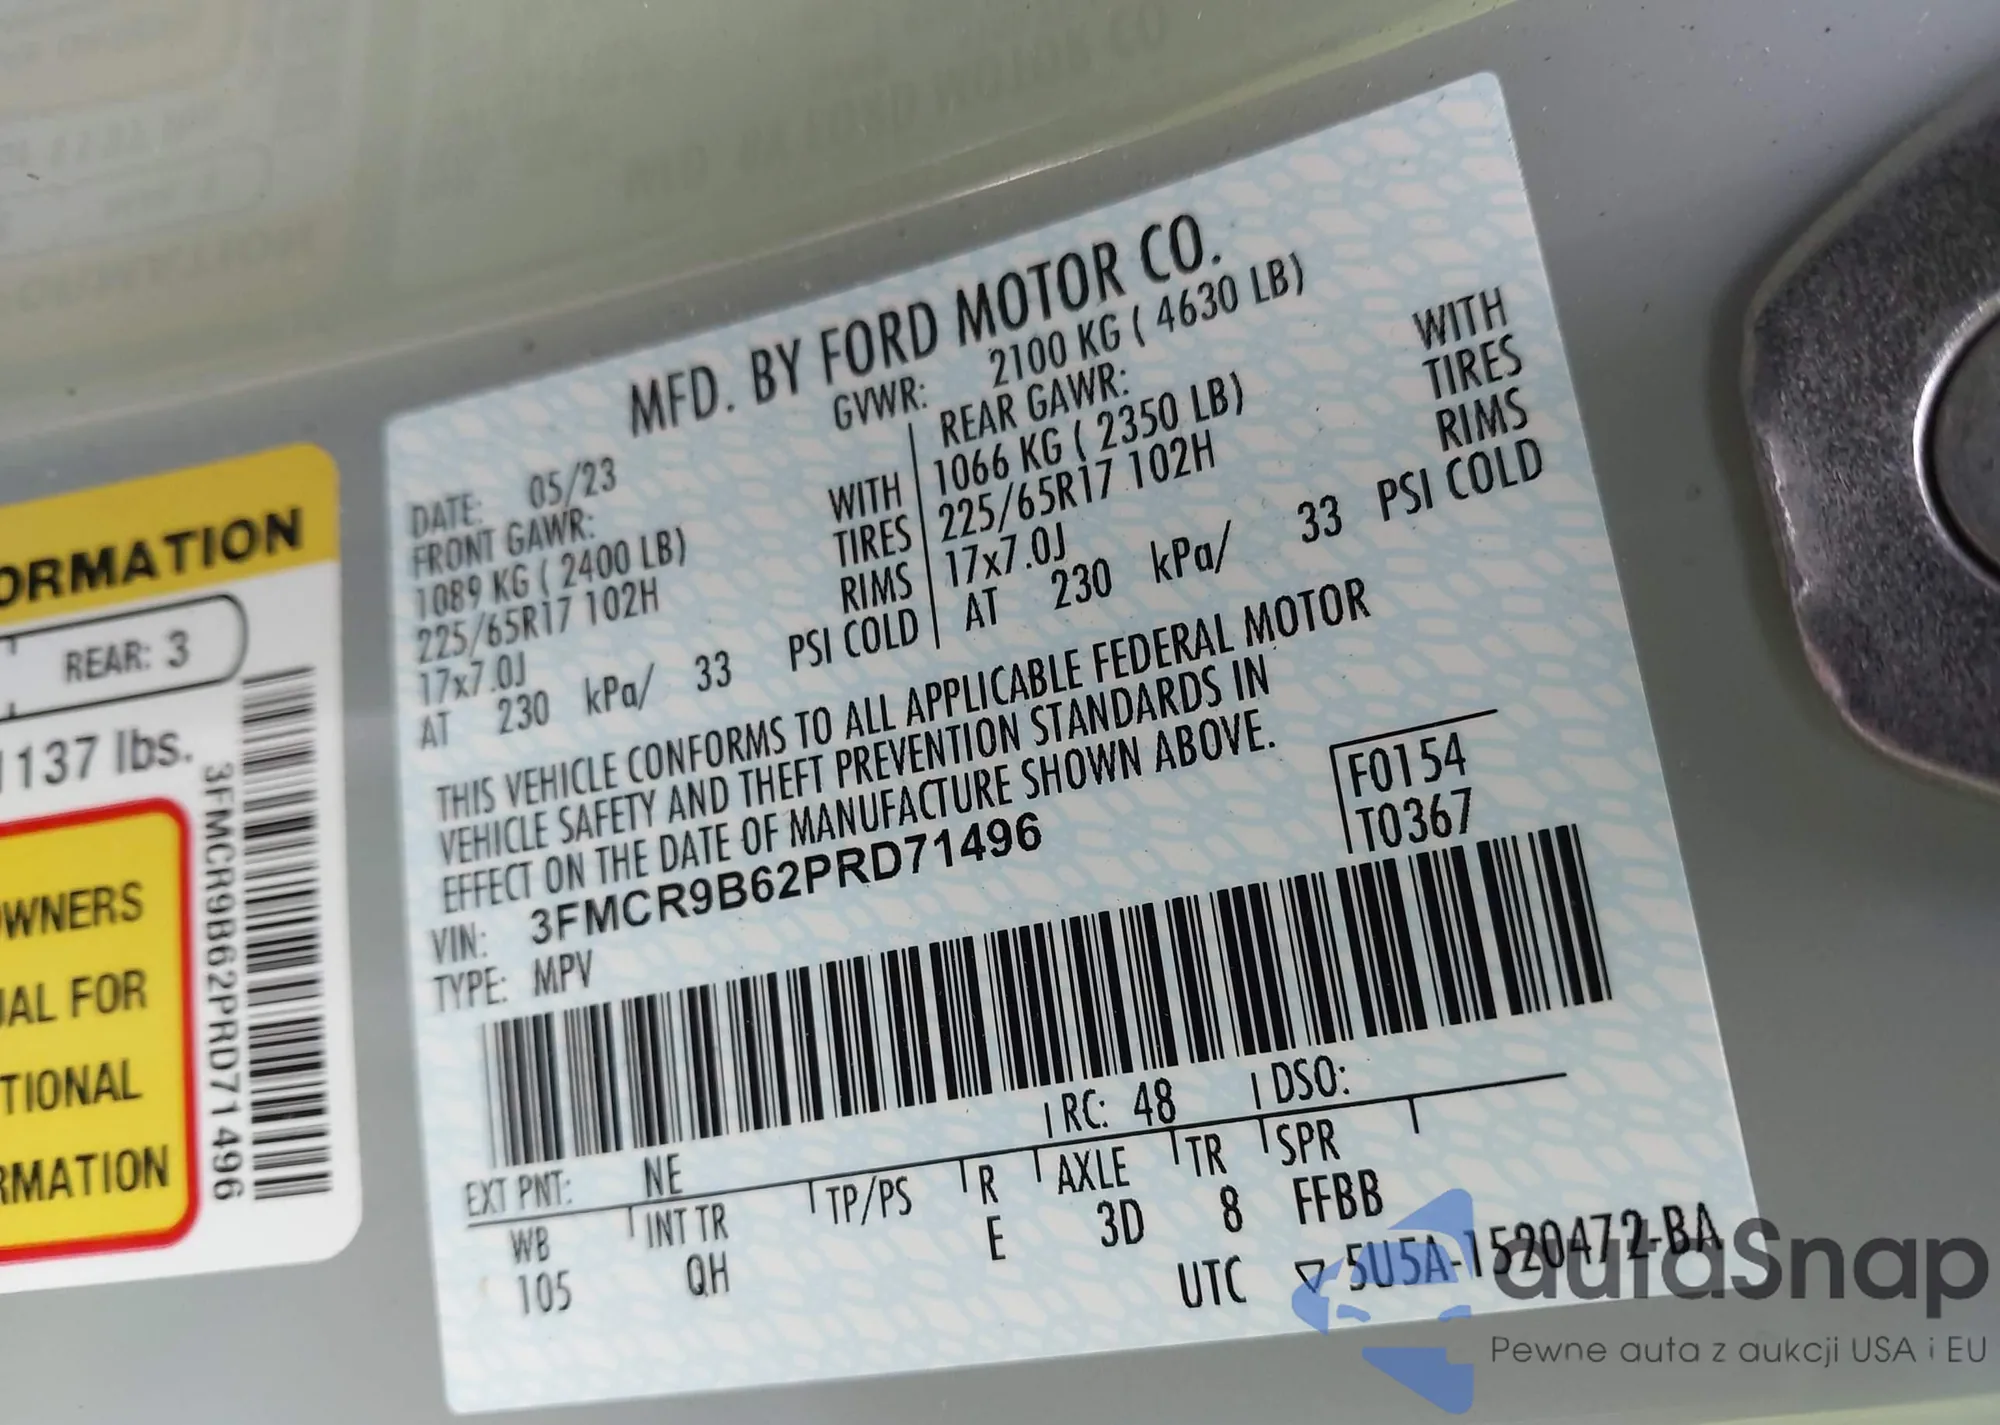 ORMATION
REAR: 3
1137 lbs.
3FMCR9B62PRD71496
OWNERS
UAL FOR
TIONAL
RMATION
MFD. BY FORD MOTOR CO.
GVWR: 2100 KG ( 4630 LB)
DATE: 05/23
FRONT GAWR:
1089 KG ( 2400 LB) WITH
225/65R17 102H TIRES
17x7.0J RIMS
AT 230 kPa/ 33 PSI COLD
REAR GAWR:
1066 KG ( 2350 LB) WITH
225/65R17 102H TIRES
17x7.0J RIMS
AT 230 kPa/ 33 PSI COLD
THIS VEHICLE CONFORMS TO ALL APPLICABLE FEDERAL MOTOR
VEHICLE SAFETY AND THEFT PREVENTION STANDARDS IN
EFFECT ON THE DATE OF MANUFACTURE SHOWN ABOVE.
VIN: 3FMCR9B62PRD71496
TYPE: MPV
F0154
T0367
EXT PNT: NE RC: 48 DSO:
WB INT TR TP/PS R AXLE TR SPR
105 QH E 3D 8 FFBB
UTC ▽ 5U5A-1520472-BA
autaSnap
Pewne auta z aukcji USA i EU